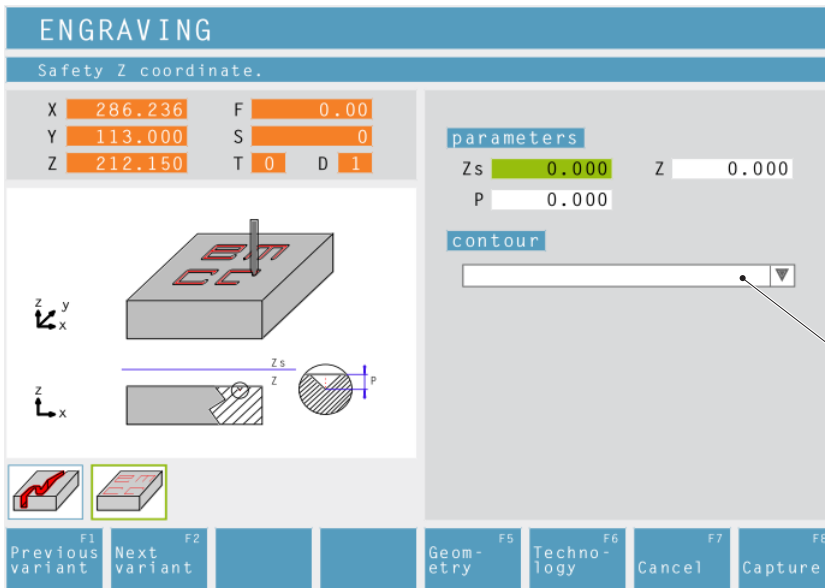 ENGRAVING
Safety Z coordinate.
X 286.236 F 0.00
Y 113.000 S 0
Z 212.150 T 0 D 1
parameters
Zs 0.000 Z 0.000
P 0.000
contour
z y
x
Zs
Z
P
z
x
F1
Previous
variant
F2
Next
variant
F5
Geom-
etry
F6
Techno-
logy
F7
Cancel
F8
Capture